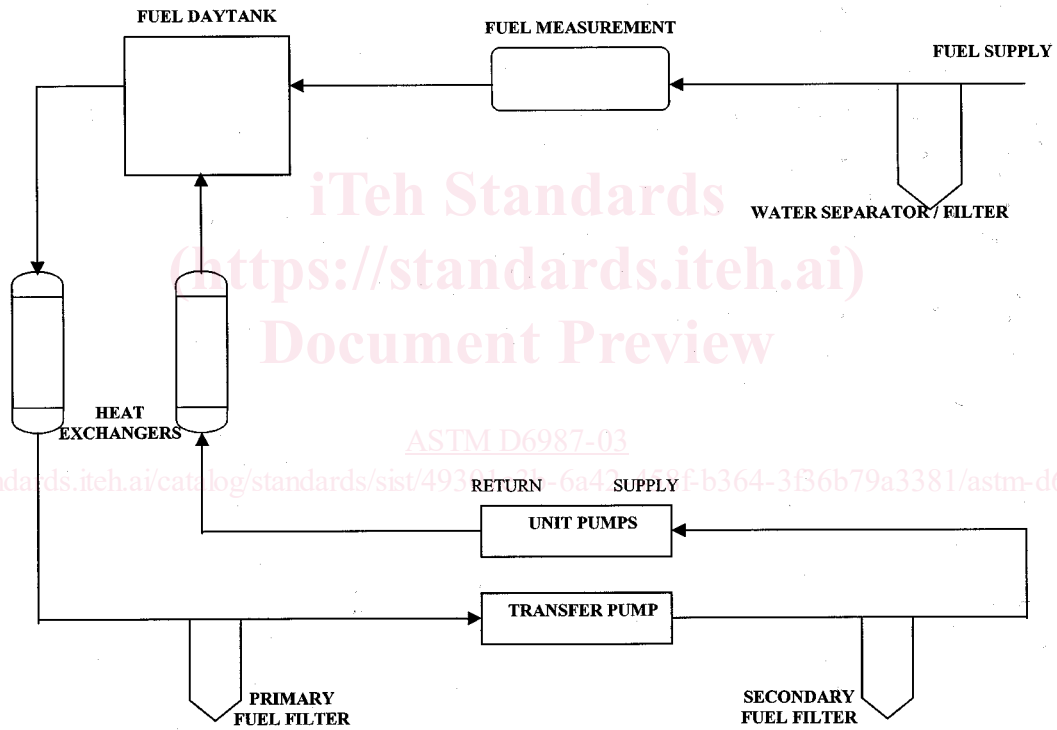 FUEL DAYTANK
FUEL MEASUREMENT
FUEL SUPPLY
WATER SEPARATOR / FILTER
iTeh Standards
(https://standards.iteh.ai)
Document Preview
HEAT
EXCHANGERS
ASTM D6987-03
RETURN SUPPLY
UNIT PUMPS
TRANSFER PUMP
PRIMARY
FUEL FILTER
SECONDARY
FUEL FILTER